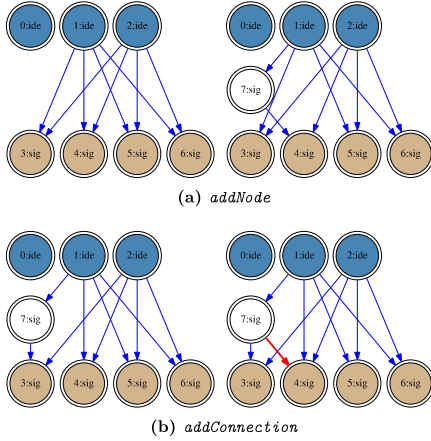 0:ide 1:ide 2:ide 0:ide 1:ide 2:ide
7:sig
3:sig 4:sig 5:sig 6:sig 3:sig 4:sig 5:sig 6:sig
(a) addNode
0:ide 1:ide 2:ide 0:ide 1:ide 2:ide
7:sig 7:sig
3:sig 4:sig 5:sig 6:sig 3:sig 4:sig 5:sig 6:sig
(b) addConnection